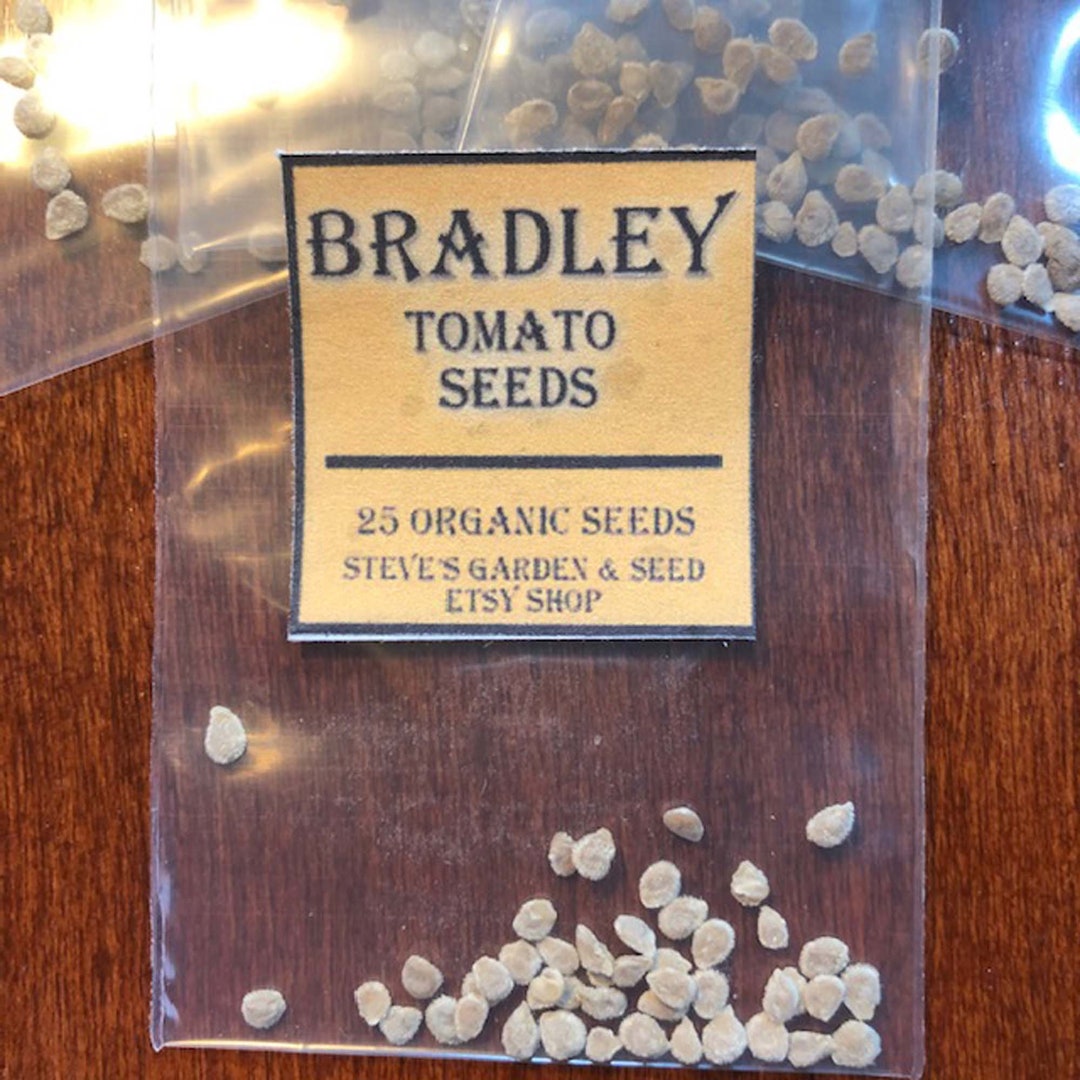 BRADLEY
TOMATO
SEEDS
25 ORGANIC SEEDS
STEVE'S GARDEN & SEED
ETSY SHOP